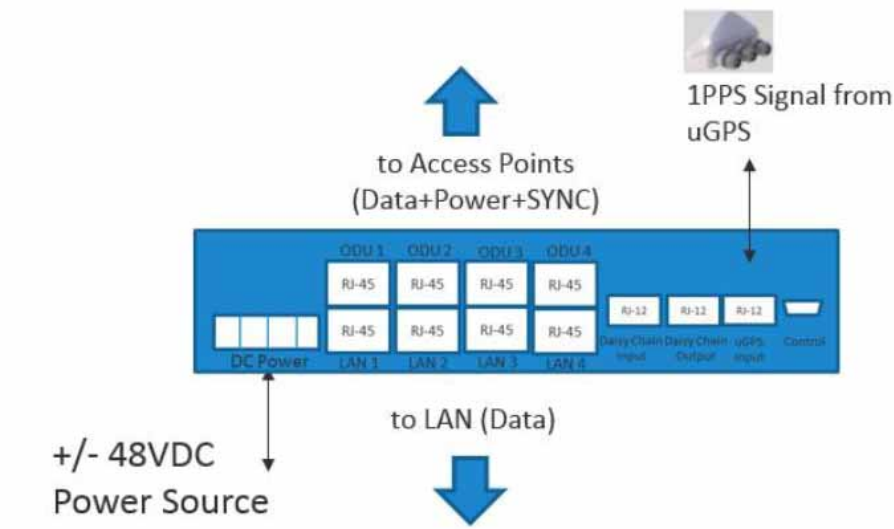 1PPS Signal from
uGPS
to Access Points
(Data+Power+SYNC)
ODU 1 ODU 2 ODU 3 ODU 4
RJ-45 RJ-45 RJ-45 RJ-45
RJ-12 RJ-12 RJ-12
RJ-45 RJ-45 RJ-45 RJ-45
Daisy Chain Input Daisy Chain Output uGPS Input Control
DC Power LAN 1 LAN 2 LAN 3 LAN 4
to LAN (Data)
+/- 48VDC
Power Source